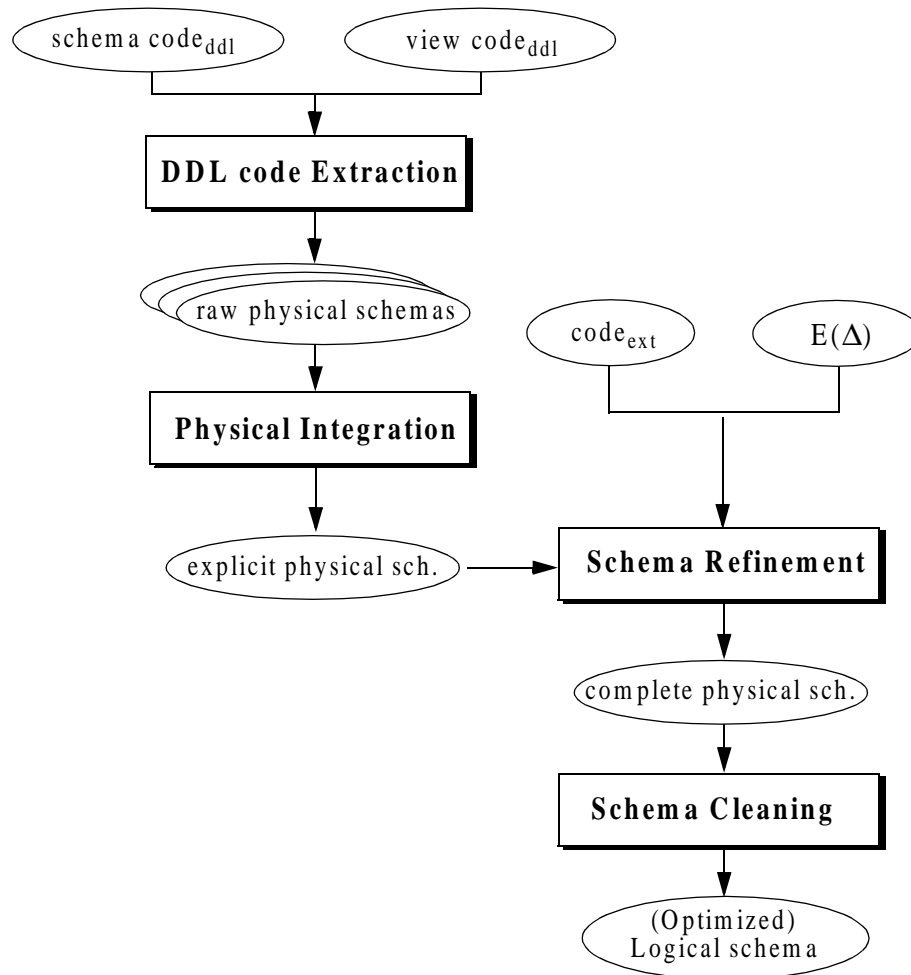 schema code_ddl
view code_ddl
DDL code Extraction
raw physical schemas
code_ext
E(Δ)
Physical Integration
explicit physical sch.
Schema Refinement
complete physical sch.
Schema Cleaning
(Optimized)
Logical schema